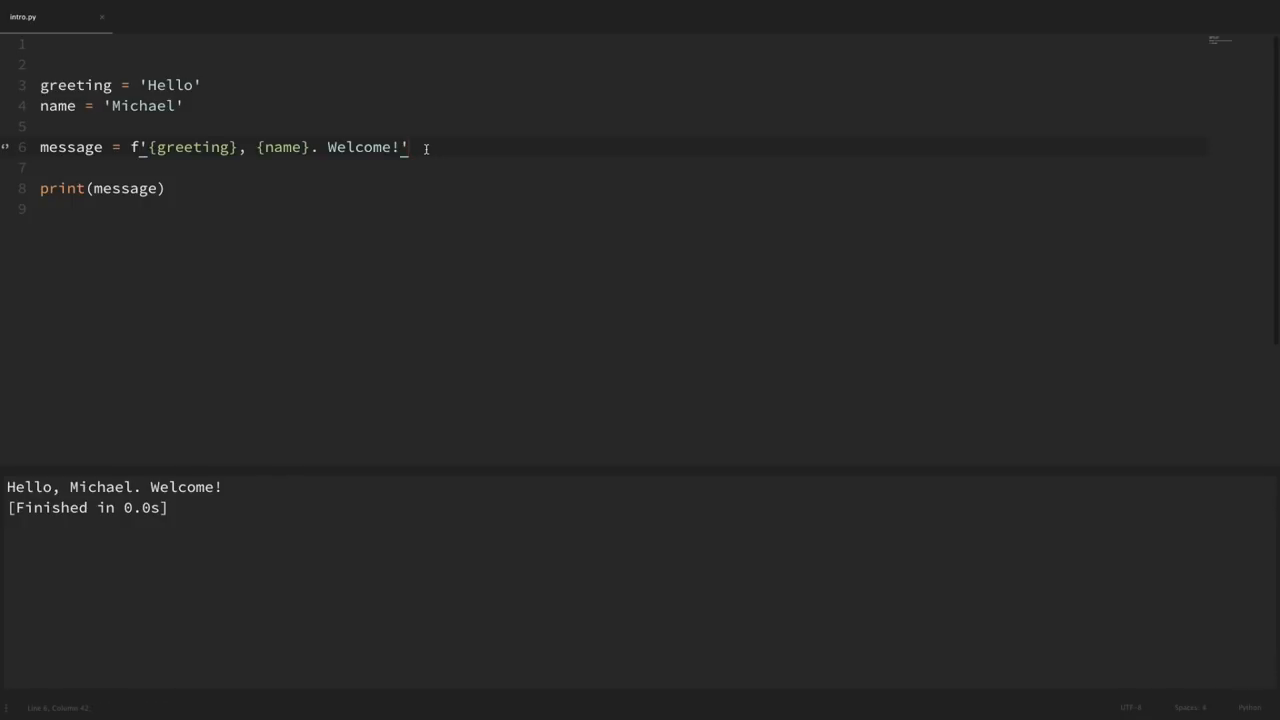 intro.py ×
1
2
3 greeting = 'Hello'
4 name = 'Michael'
5
6 message = f'{greeting}, {name}. Welcome!'
7
8 print(message)
9
Hello, Michael. Welcome!
[Finished in 0.0s]
Line 6, Column 42 UTF-8 Spaces: 4 Python